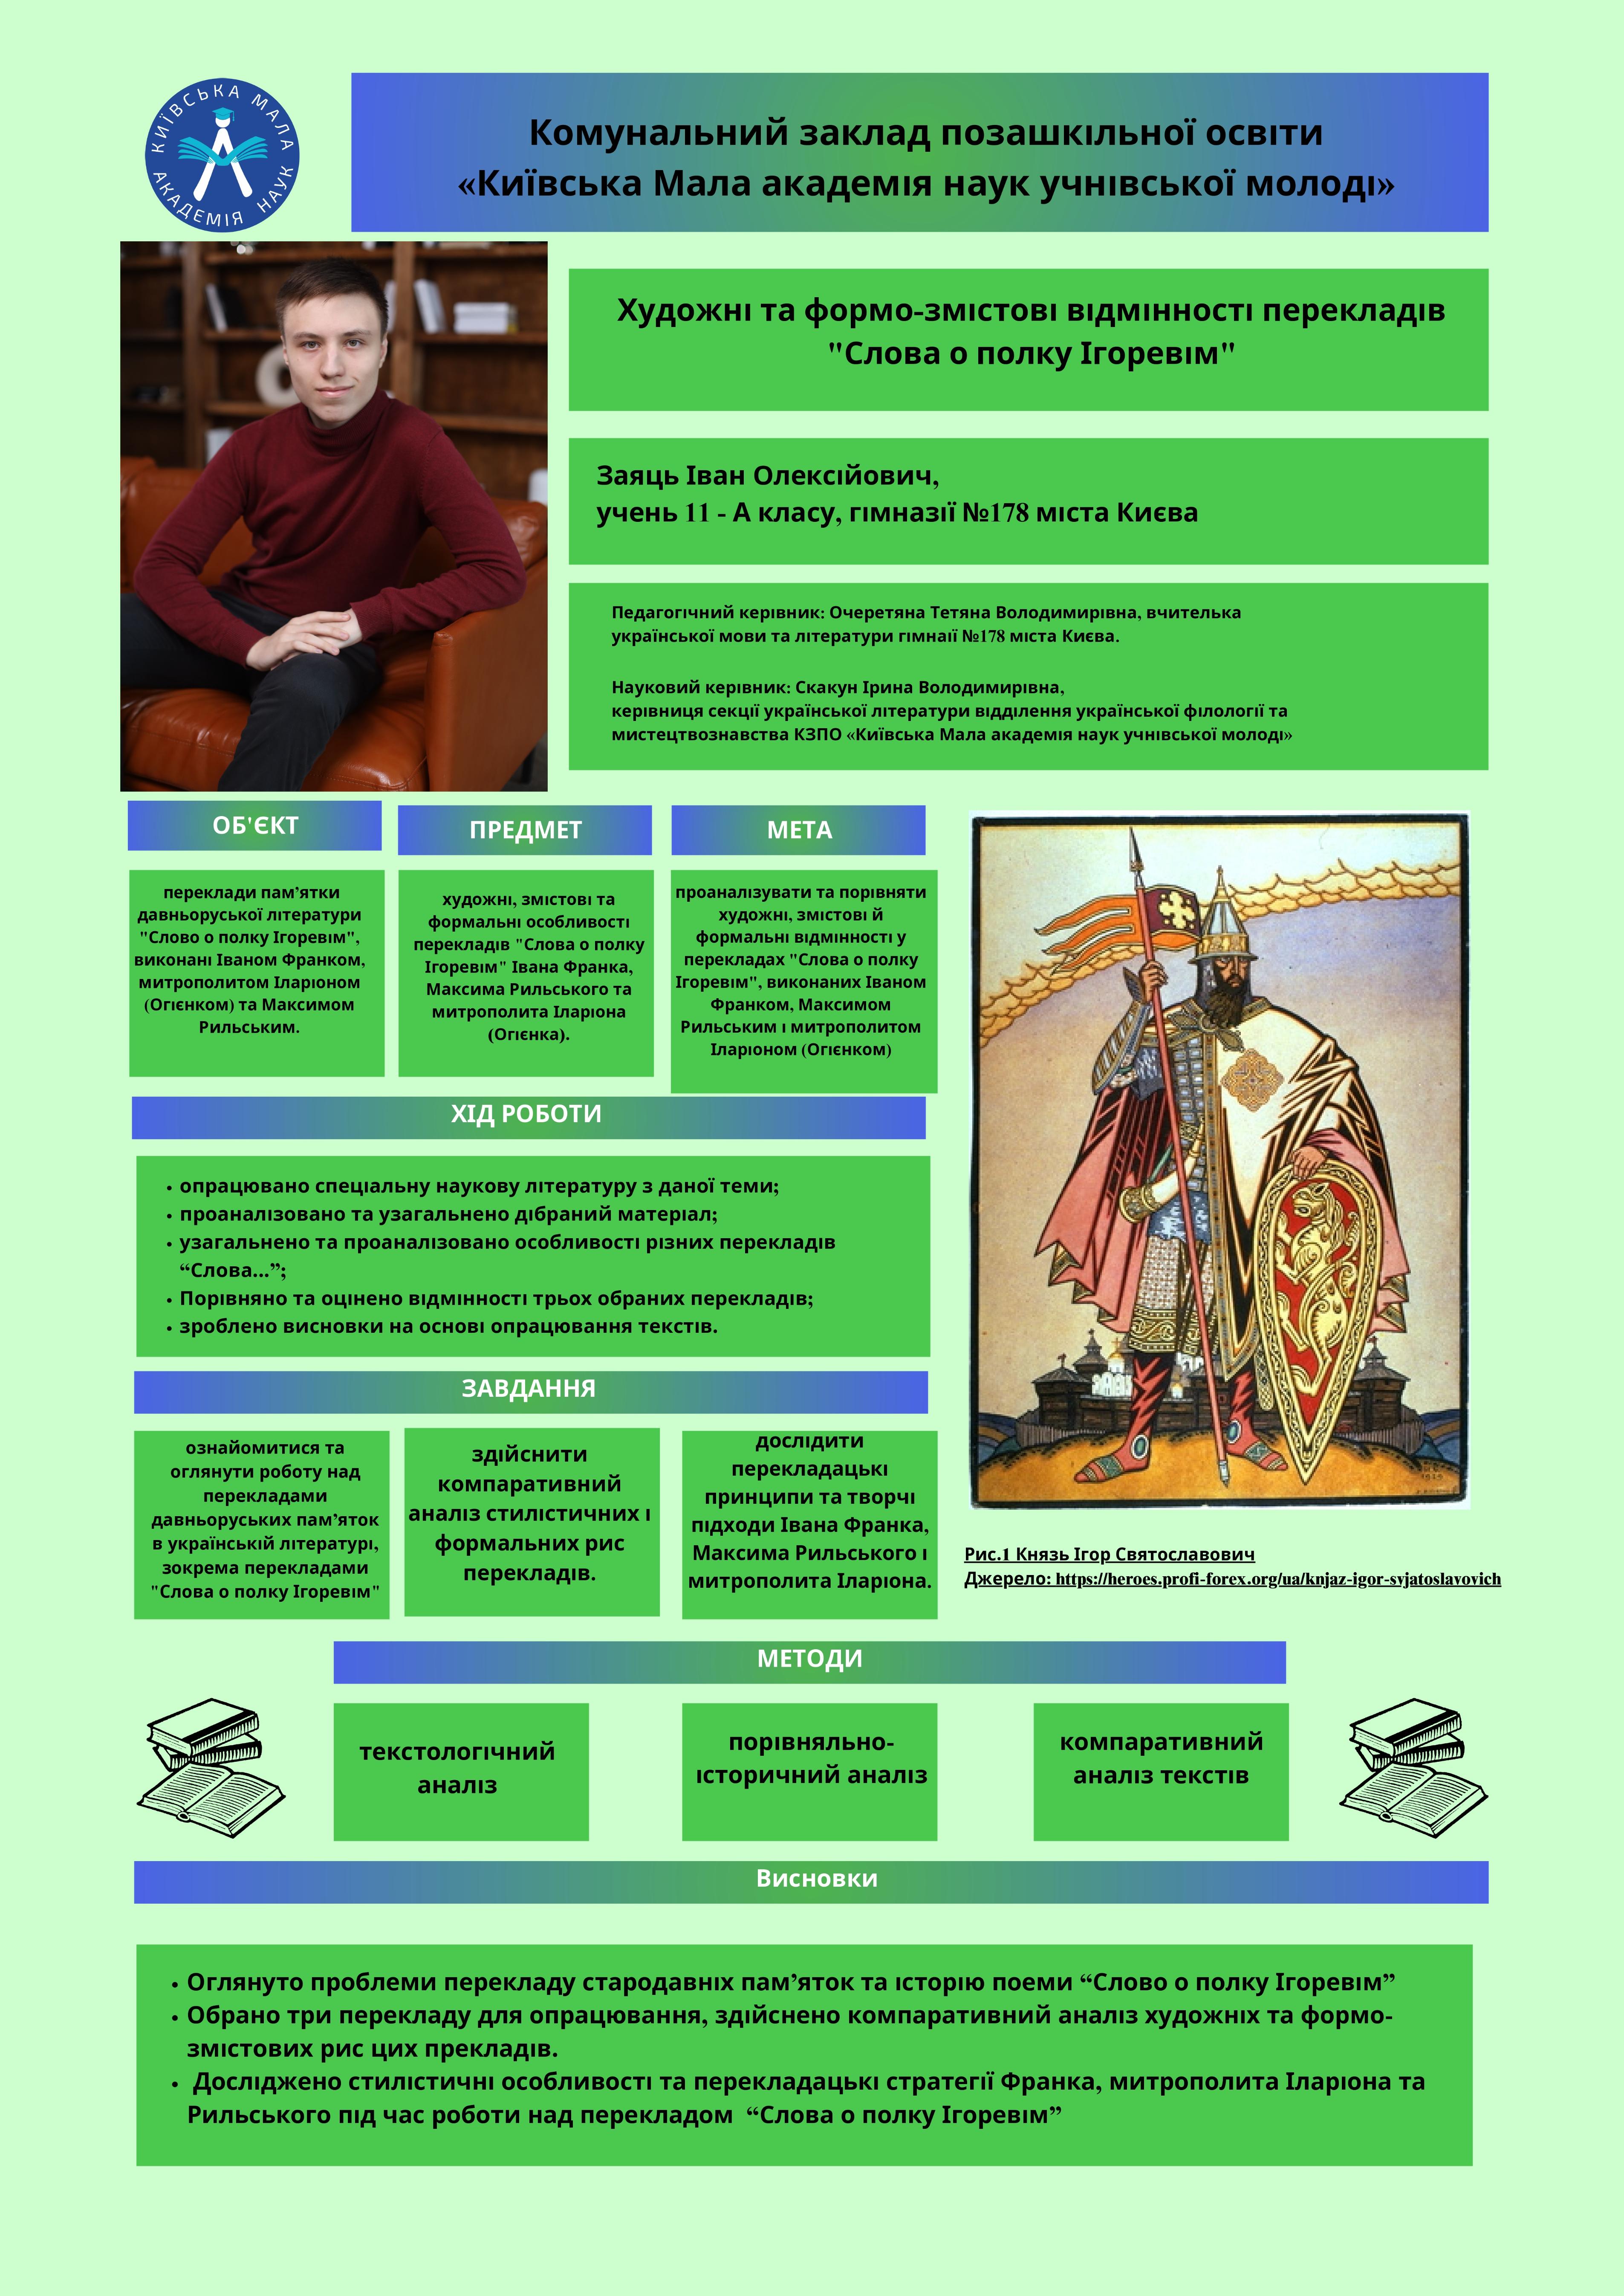 КИЇВСЬКА МАЛА
АКАДЕМІЯ НАУК
Комунальний заклад позашкільної освіти
«Київська Мала академія наук учнівської молоді»
Художні та формо-змістові відмінності перекладів
"Слова о полку Ігоревім"
Заяць Іван Олексійович,
учень 11 - А класу, гімназії №178 міста Києва
Педагогічний керівник: Очеретяна Тетяна Володимирівна, вчителька
української мови та літератури гімнаії №178 міста Києва.
Науковий керівник: Скакун Ірина Володимирівна,
керівниця секції української літератури відділення української філології та
мистецтвознавства КЗПО «Київська Мала академія наук учнівської молоді»
ОБ'ЄКТ
переклади пам’ятки
давньоруської літератури
"Слово о полку Ігоревім",
виконані Іваном Франком,
митрополитом Іларіоном
(Огієнком) та Максимом
Рильським.
ПРЕДМЕТ
художні, змістові та
формальні особливості
перекладів "Слова о полку
Ігоревім" Івана Франка,
Максима Рильського та
митрополита Іларіона
(Огієнка).
МЕТА
проаналізувати та порівняти
художні, змістові й
формальні відмінності у
перекладах "Слова о полку
Ігоревім", виконаних Іваном
Франком, Максимом
Рильським і митрополитом
Іларіоном (Огієнком)
ХІД РОБОТИ
• опрацювано спеціальну наукову літературу з даної теми;
• проаналізовано та узагальнено дібраний матеріал;
• узагальнено та проаналізовано особливості різних перекладів
“Слова...”;
• Порівняно та оцінено відмінності трьох обраних перекладів;
• зроблено висновки на основі опрацювання текстів.
ЗАВДАННЯ
ознайомитися та
оглянути роботу над
перекладами
давньоруських пам’яток
в українській літературі,
зокрема перекладами
"Слова о полку Ігоревім"
здійснити
компаративний
аналіз стилістичних і
формальних рис
перекладів.
дослідити
перекладацькі
принципи та творчі
підходи Івана Франка,
Максима Рильського і
митрополита Іларіона.
Рис.1 Князь Ігор Святославович
Джерело: https://heroes.profi-forex.org/ua/knjaz-igor-svjatoslavovich
МЕТОДИ
текстологічний
аналіз
порівняльно-
історичний аналіз
компаративний
аналіз текстів
Висновки
• Оглянуто проблеми перекладу стародавніх пам’яток та історію поеми “Слово о полку Ігоревім”
• Обрано три перекладу для опрацювання, здійснено компаративний аналіз художніх та формо-
змістових рис цих прекладів.
• Досліджено стилістичні особливості та перекладацькі стратегії Франка, митрополита Іларіона та
Рильського під час роботи над перекладом “Слова о полку Ігоревім”